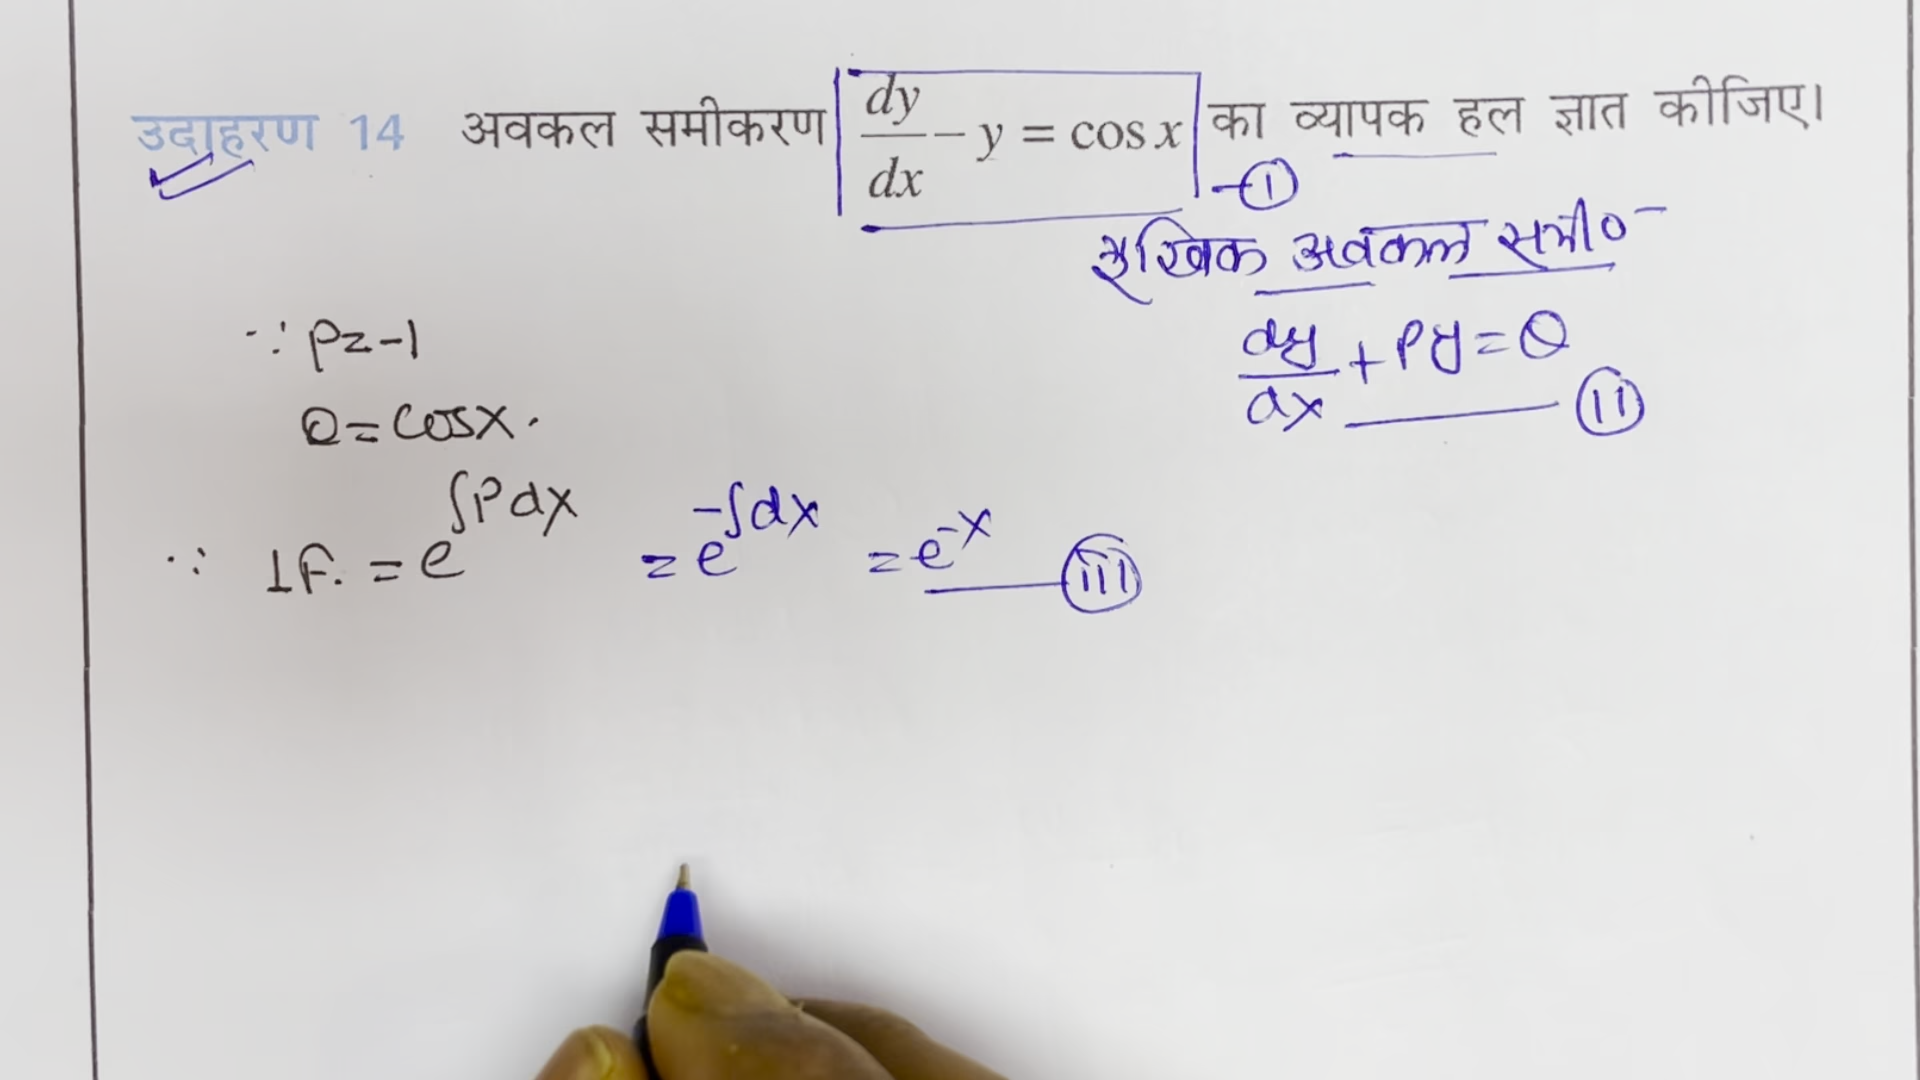 उदाहरण 14 अवकल समीकरण dy/dx − y = cos x का व्यापक हल ज्ञात कीजिए।
—(I)
रैखिक अवकल समी०-
dy/dx + Py = Q —(II)
∵ P=-1
Q=cosx.
∵ I.F. = e^∫Pdx = e^-∫dx = e^-x —(III)